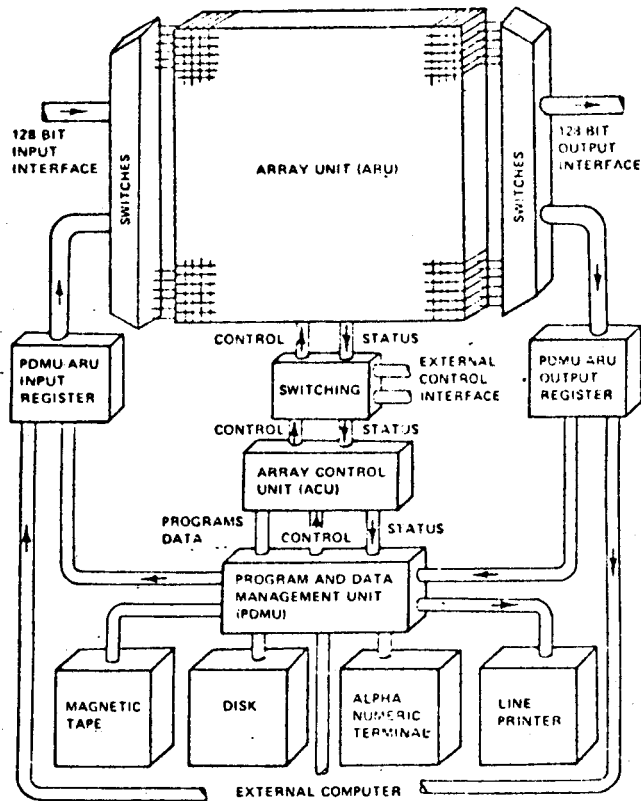 128 BIT
INPUT
INTERFACE
SWITCHES
ARRAY UNIT (ARU)
SWITCHES
128 BIT
OUTPUT
INTERFACE
CONTROL
STATUS
PDMU-ARU
INPUT
REGISTER
SWITCHING
EXTERNAL
CONTROL
INTERFACE
PDMU-ARU
OUTPUT
REGISTER
CONTROL
STATUS
ARRAY CONTROL
UNIT (ACU)
PROGRAMS
DATA
CONTROL
STATUS
PROGRAM AND DATA
MANAGEMENT UNIT
(PDMU)
MAGNETIC
TAPE
DISK
ALPHA
NUMERIC
TERMINAL
LINE
PRINTER
EXTERNAL COMPUTER